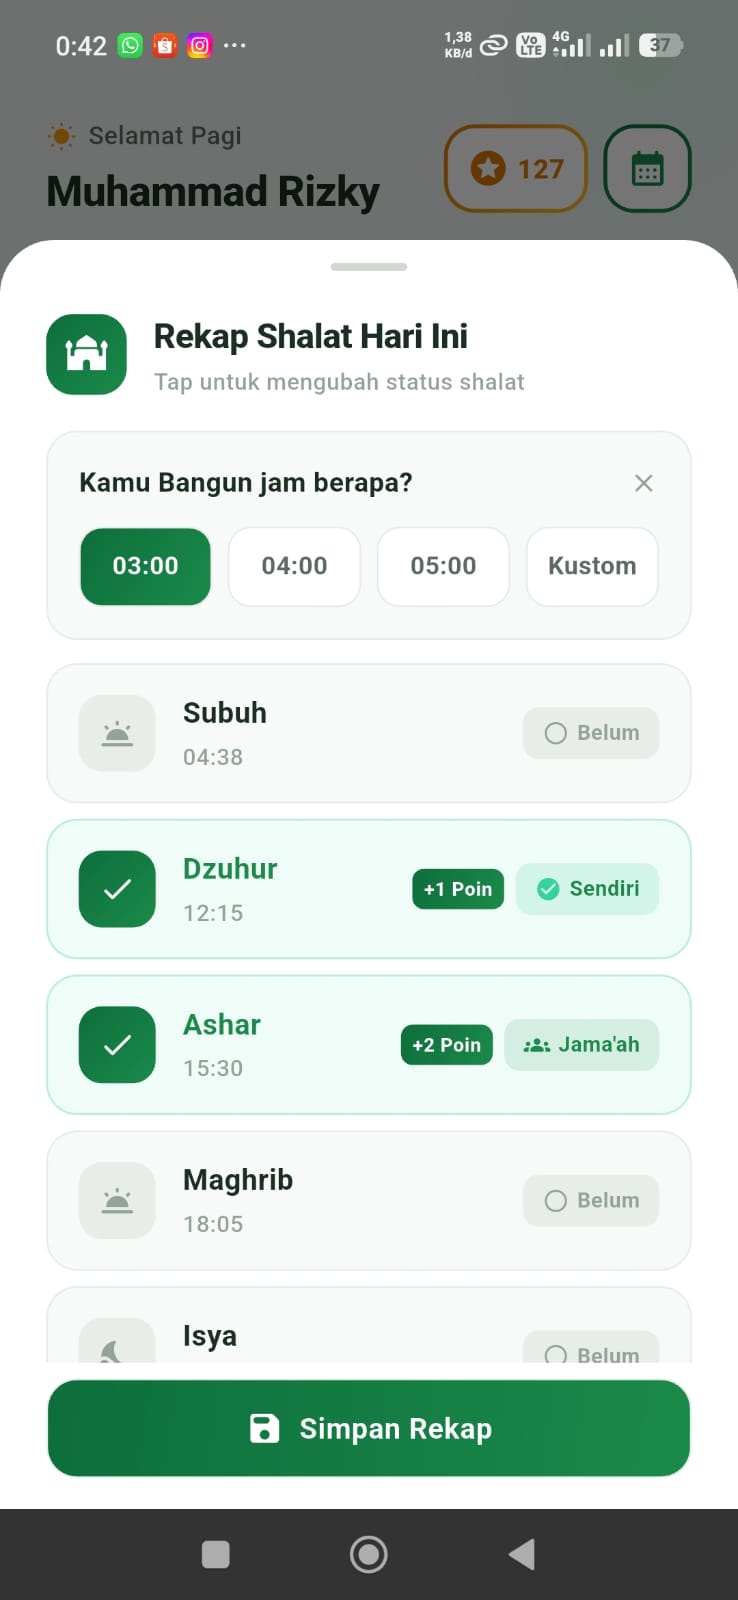 0:42
1,38
KB/d
Vo
LTE
4G
37
Selamat Pagi
Muhammad Rizky
127
Rekap Shalat Hari Ini
Tap untuk mengubah status shalat
Kamu Bangun jam berapa?
03:00
04:00
05:00
Kustom
Subuh
04:38
Belum
Dzuhur
12:15
+1 Poin
Sendiri
Ashar
15:30
+2 Poin
Jama'ah
Maghrib
18:05
Belum
Isya
Belum
Simpan Rekap